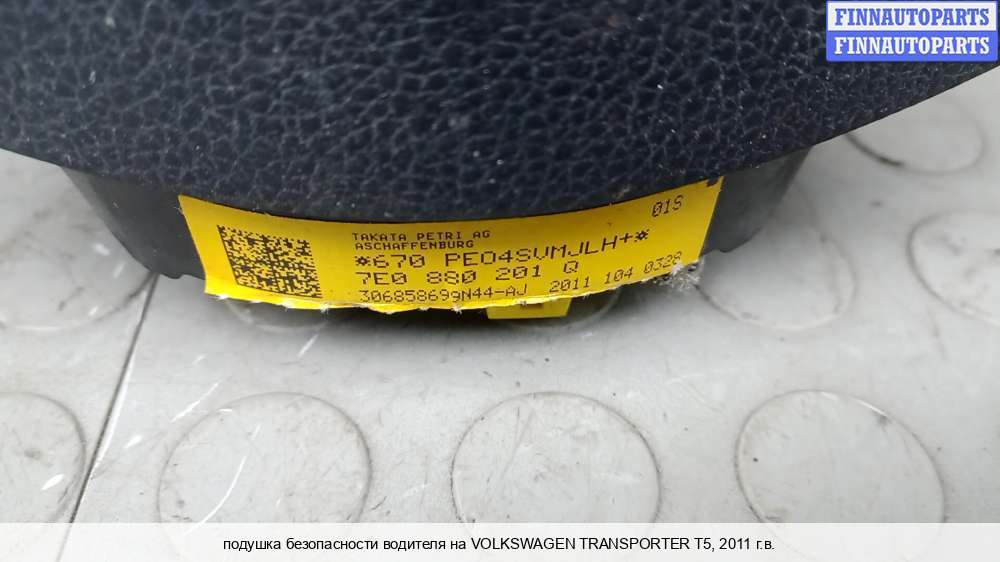 FINNAUTOPARTS
FINNAUTOPARTS
01S
TAKATA PETRI AG
ASCHAFFENBURG
*670 PE04SVMJLH+*
7E0 880 201 Q
306858699N44-AJ 2011 104 0328
подушка безопасности водителя на VOLKSWAGEN TRANSPORTER T5, 2011 г.в.